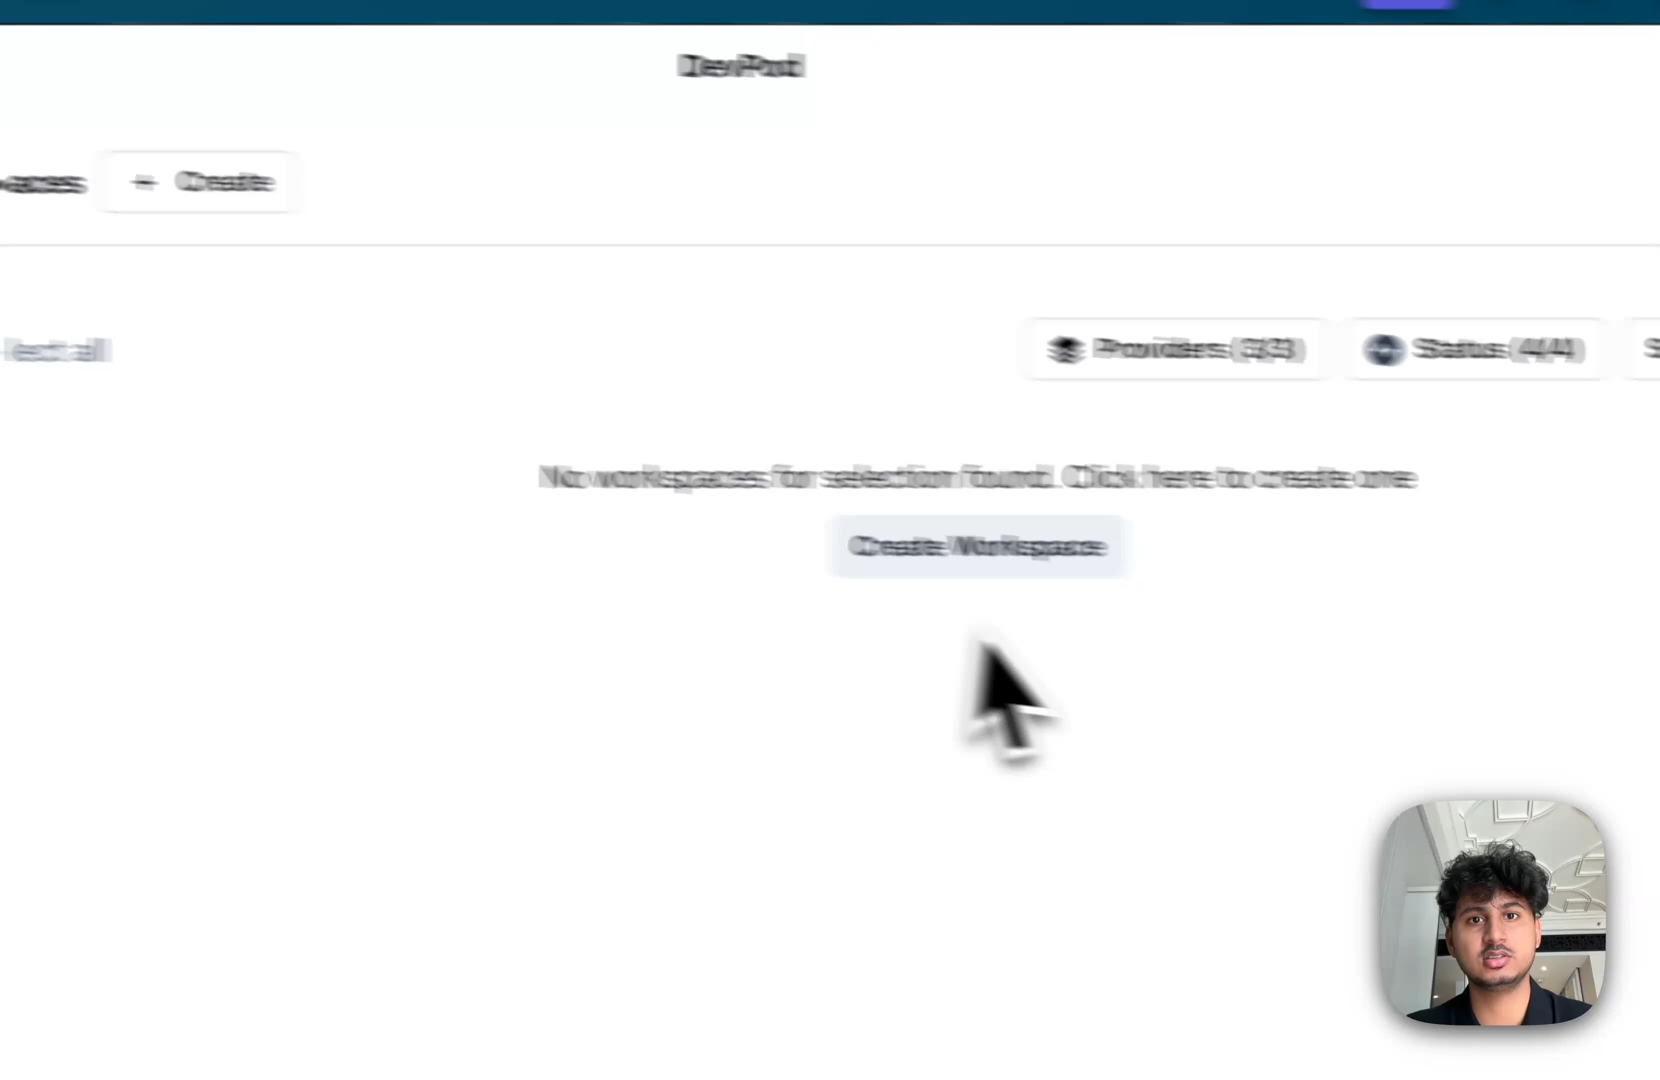 DevPod
Create
Providers (3/3)
Status (4/4)
No workspaces for selection found. Click here to create one
Create Workspace